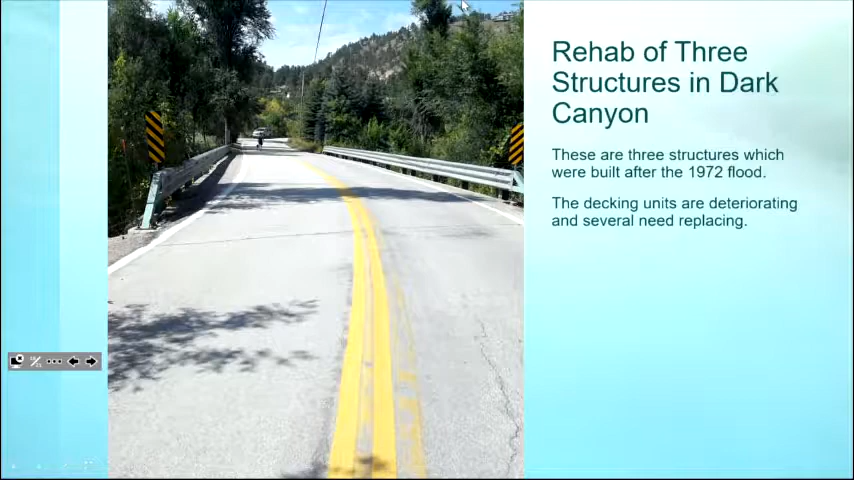 Rehab of Three
Structures in Dark
Canyon
These are three structures which
were built after the 1972 flood.
The decking units are deteriorating
and several need replacing.